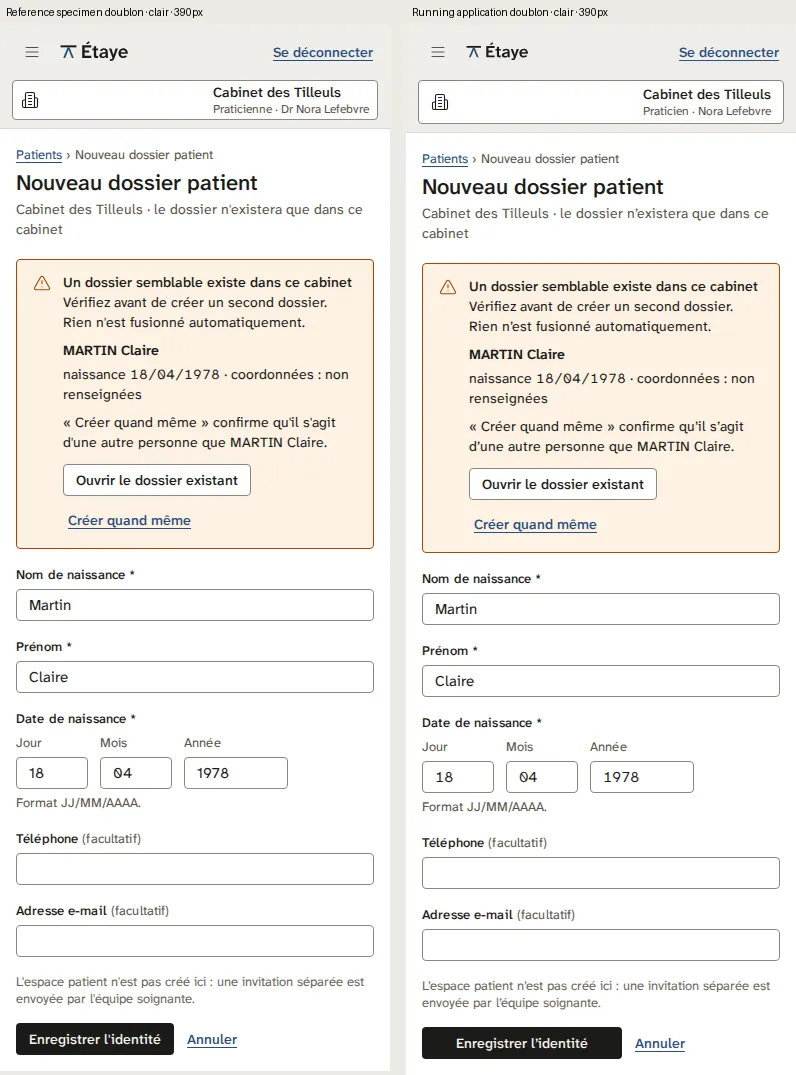 Reference specimen doublon · clair · 390px
Étaye
Se déconnecter
Cabinet des Tilleuls
Praticienne · Dr Nora Lefebvre
Patients › Nouveau dossier patient
Nouveau dossier patient
Cabinet des Tilleuls · le dossier n'existera que dans ce
cabinet
Un dossier semblable existe dans ce cabinet
Vérifiez avant de créer un second dossier.
Rien n'est fusionné automatiquement.
MARTIN Claire
naissance 18/04/1978 · coordonnées : non
renseignées
« Créer quand même » confirme qu'il s'agit
d'une autre personne que MARTIN Claire.
Ouvrir le dossier existant
Créer quand même
Nom de naissance *
Martin
Prénom *
Claire
Date de naissance *
Jour Mois Année
18 04 1978
Format JJ/MM/AAAA.
Téléphone (facultatif)
Adresse e-mail (facultatif)
L'espace patient n'est pas créé ici : une invitation séparée est
envoyée par l'équipe soignante.
Enregistrer l'identité Annuler
Running application doublon · clair · 390px
Étaye
Se déconnecter
Cabinet des Tilleuls
Praticien · Nora Lefebvre
Patients › Nouveau dossier patient
Nouveau dossier patient
Cabinet des Tilleuls · le dossier n’existera que dans ce
cabinet
Un dossier semblable existe dans ce cabinet
Vérifiez avant de créer un second dossier.
Rien n’est fusionné automatiquement.
MARTIN Claire
naissance 18/04/1978 · coordonnées : non
renseignées
« Créer quand même » confirme qu’il s’agit
d’une autre personne que MARTIN Claire.
Ouvrir le dossier existant
Créer quand même
Nom de naissance *
Martin
Prénom *
Claire
Date de naissance *
Jour Mois Année
18 04 1978
Format JJ/MM/AAAA.
Téléphone (facultatif)
Adresse e-mail (facultatif)
L’espace patient n’est pas créé ici : une invitation séparée est
envoyée par l’équipe soignante.
Enregistrer l’identité Annuler